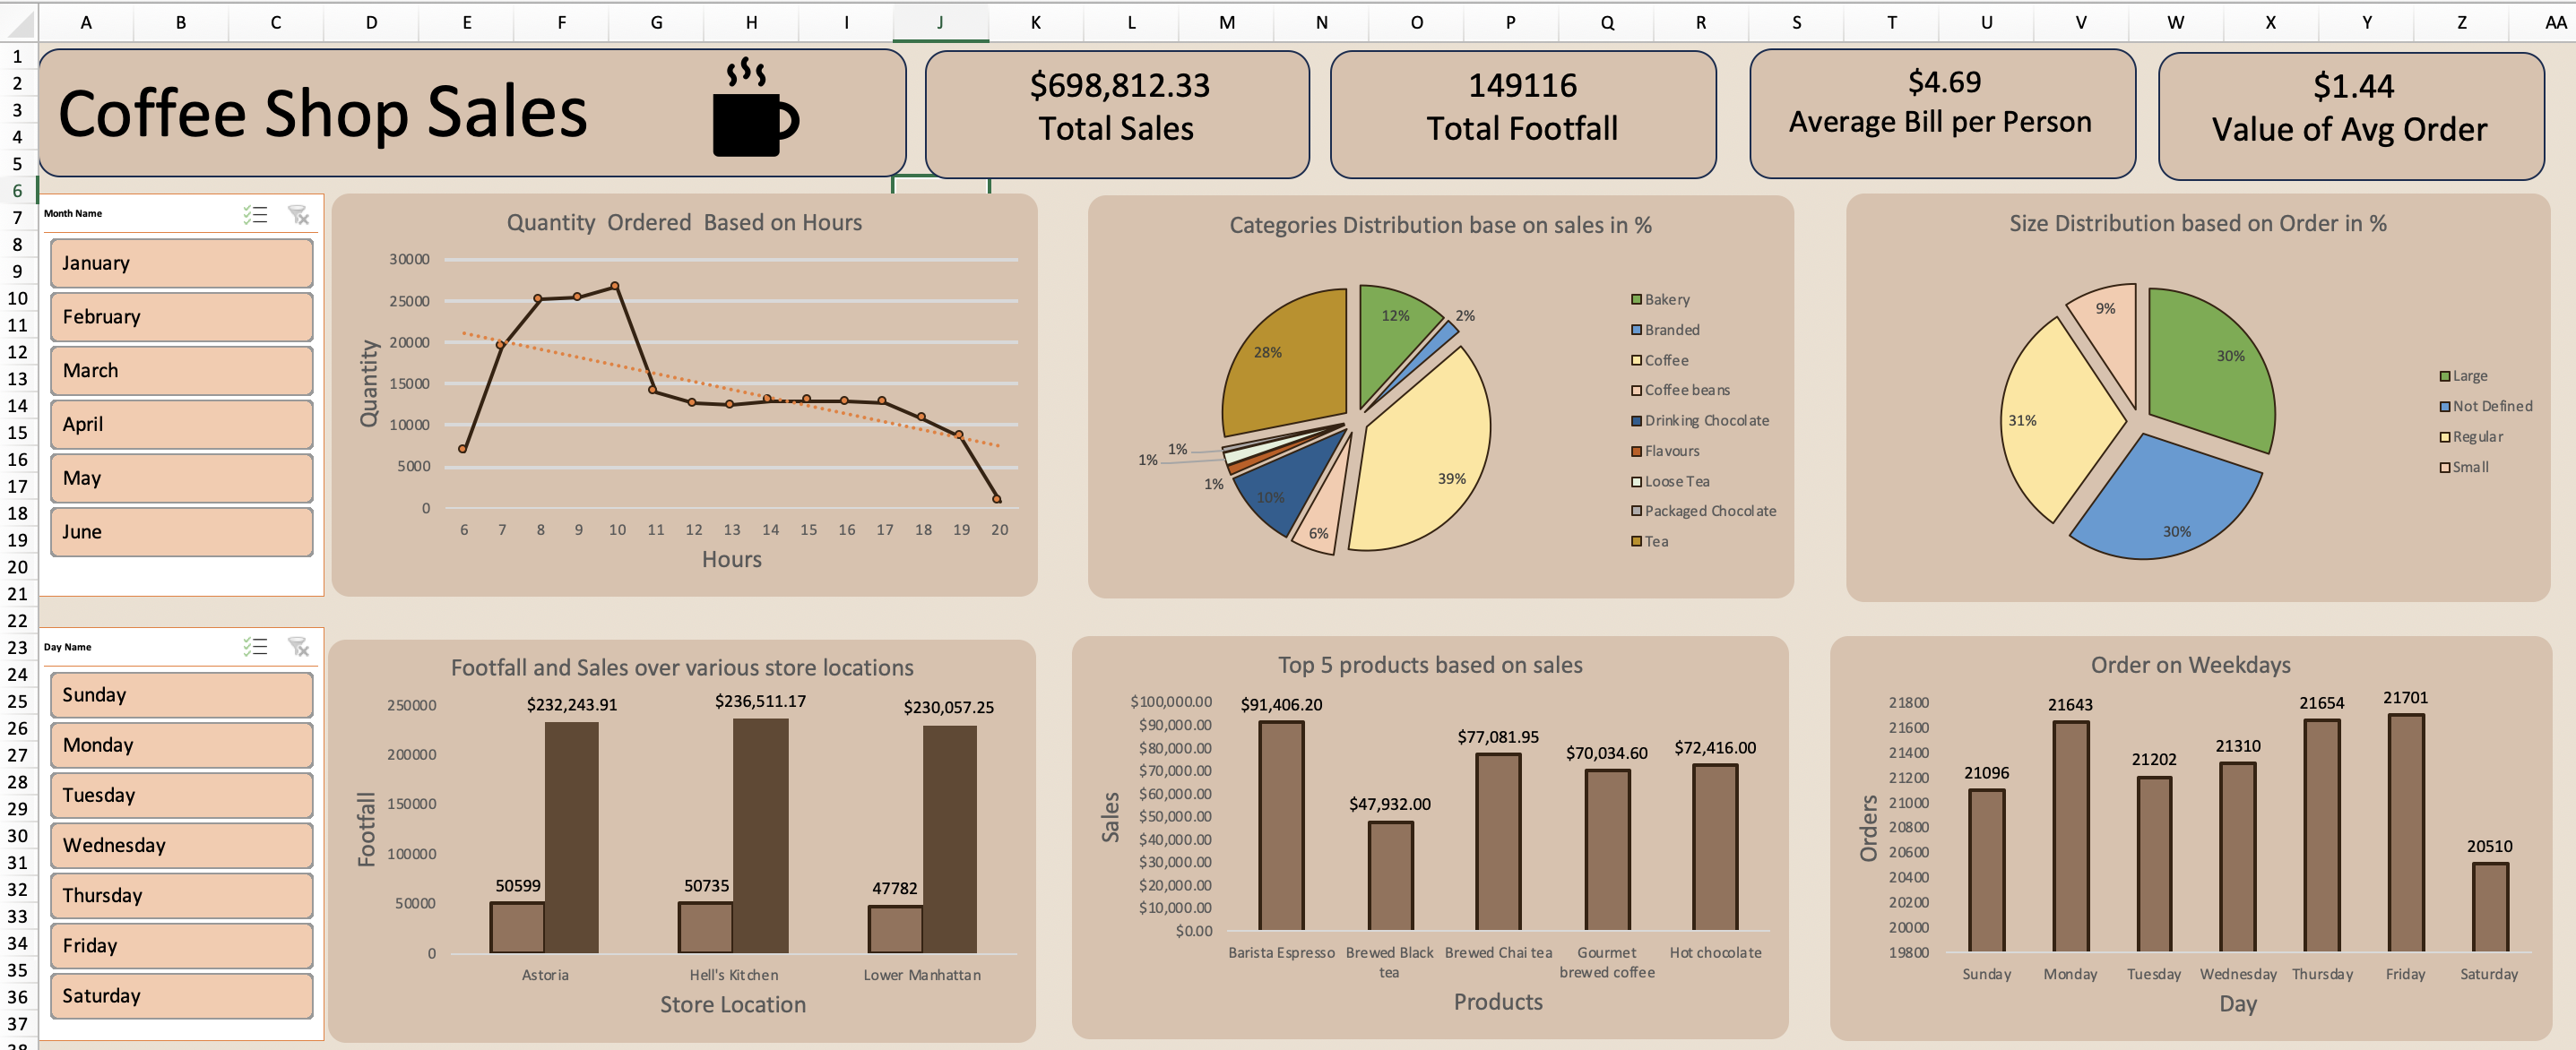 A B C D E F G H I J K L M N O P Q R S T U V W X Y Z AA
1
2
3
4
5
6
7
8
9
10
11
12
13
14
15
16
17
18
19
20
21
22
23
24
25
26
27
28
29
30
31
32
33
34
35
36
37
38
Coffee Shop Sales
$698,812.33
Total Sales
149116
Total Footfall
$4.69
Average Bill per Person
$1.44
Value of Avg Order
Month Name
January
February
March
April
May
June
Quantity  Ordered  Based on Hours
30000
25000
20000
15000
10000
5000
0
Quantity
6 7 8 9 10 11 12 13 14 15 16 17 18 19 20
Hours
Categories Distribution base on sales in %
12%
2%
39%
6%
10%
1%
1%
1%
28%
Bakery
Branded
Coffee
Coffee beans
Drinking Chocolate
Flavours
Loose Tea
Packaged Chocolate
Tea
Size Distribution based on Order in %
30%
30%
31%
9%
Large
Not Defined
Regular
Small
Day Name
Sunday
Monday
Tuesday
Wednesday
Thursday
Friday
Saturday
Footfall and Sales over various store locations
250000
200000
150000
100000
50000
0
Footfall
$232,243.91 $236,511.17 $230,057.25
50599 50735 47782
Astoria Hell's Kitchen Lower Manhattan
Store Location
Top 5 products based on sales
$100,000.00
$90,000.00
$80,000.00
$70,000.00
$60,000.00
$50,000.00
$40,000.00
$30,000.00
$20,000.00
$10,000.00
$0.00
Sales
$91,406.20
$47,932.00
$77,081.95
$70,034.60
$72,416.00
Barista Espresso
Brewed Black
tea
Brewed Chai tea
Gourmet
brewed coffee
Hot chocolate
Products
Order on Weekdays
21800
21600
21400
21200
21000
20800
20600
20400
20200
20000
19800
Orders
21096
21643
21202
21310
21654
21701
20510
Sunday Monday Tuesday Wednesday Thursday Friday Saturday
Day